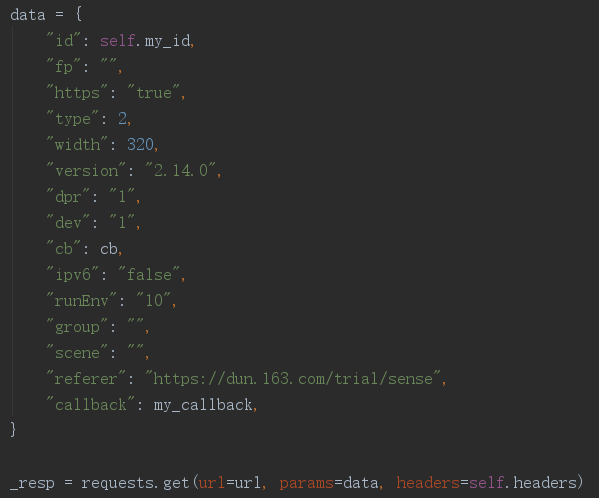 data = {
    "id": self.my_id,
    "fp": "",
    "https": "true",
    "type": 2,
    "width": 320,
    "version": "2.14.0",
    "dpr": "1",
    "dev": "1",
    "cb": cb,
    "ipv6": "false",
    "runEnv": "10",
    "group": "",
    "scene": "",
    "referer": "https://dun.163.com/trial/sense",
    "callback": my_callback,
}
_resp = requests.get(url=url, params=data, headers=self.headers)